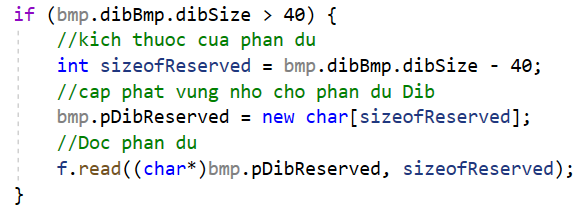 if (bmp.dibBmp.dibSize > 40) {
//kich thuoc cua phan du
int sizeofReserved = bmp.dibBmp.dibSize - 40;
//cap phat vung nho cho phan du Dib
bmp.pDibReserved = new char[sizeofReserved];
//Doc phan du
f.read((char*)bmp.pDibReserved, sizeofReserved);
}